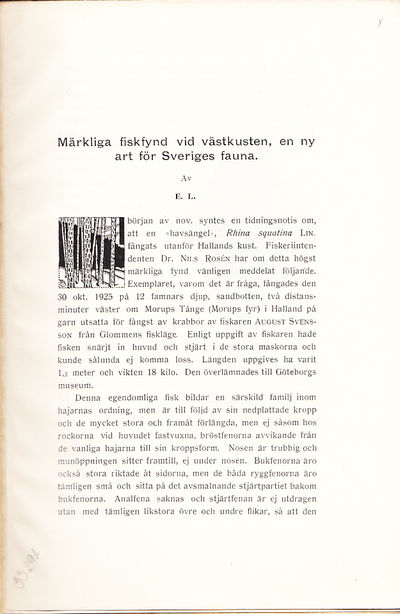 Märkliga fiskfynd vid västkusten, en ny
art för Sveriges fauna.
Av
E. L.
början av nov. syntes en tidningsnotis om,
att en »havsängel», Rhina squatina LIN.
fångats utanför Hallands kust. Fiskeriinten-
denten Dr. NILS ROSÉN har om detta högst
märkliga fynd vänligen meddelat följande.
Exemplaret, varom det är fråga, fångades den
30 okt. 1925 på 12 famnars djup, sandbotten, två distans-
minuter väster om Morups Tånge (Morups fyr) i Halland på
garn utsatta för fångst av krabbor av fiskaren AUGUST SVENS-
SON från Glommens fiskläge. Enligt uppgift av fiskaren hade
fisken snärjt in huvud och stjärt i de stora maskorna och
kunde sålunda ej komma loss. Längden uppgives ha varit
1,3 meter och vikten 18 kilo. Den överlämnades till Göteborgs
museum.
Denna egendomliga fisk bildar en särskild familj inom
hajarnas ordning, men är till följd av sin nedplattade kropp
och de mycket stora och framåt förlängda, men ej såsom hos
rockorna vid huvudet fastvuxna, bröstfenorna avvikande från
de vanliga hajarna till sin kroppsform. Nosen är trubbig och
munöppningen sitter framtill, ej under nosen. Bukfenorna äro
också stora riktade åt sidorna, men de båda ryggfenorna äro
tämligen små och sitta på det avsmalnande stjärtpartiet bakom
bukfenorna. Analfena saknas och stjärtfenan är ej utdragen
utan med tämligen likstora övre och undre flikar, så att den